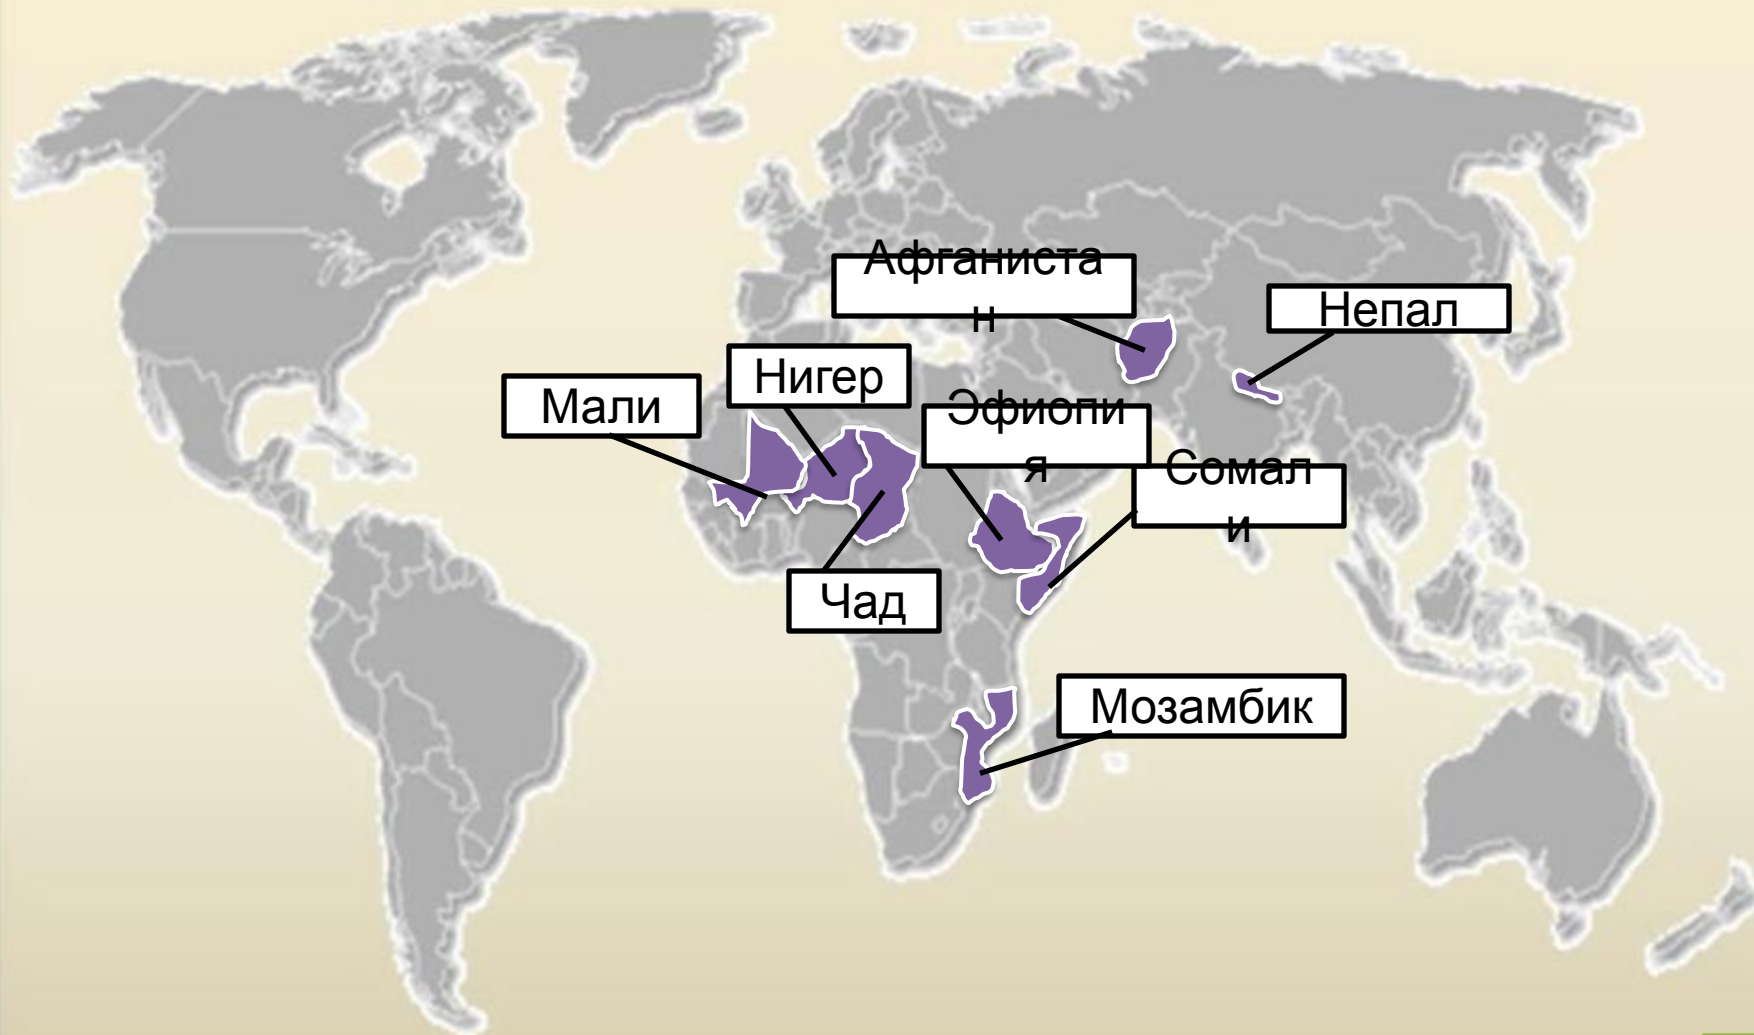 Афганиста
н
Непал
Нигер
Мали
Эфиопи
я
Сомал
и
Чад
Мозамбик